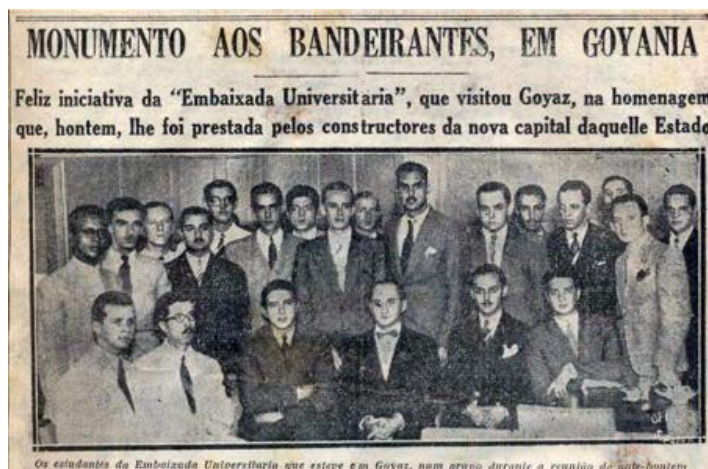 MONUMENTO AOS BANDEIRANTES, EM GOYANIA
Feliz iniciativa da "Embaixada Universitaria", que visitou Goyaz, na homenagem
que, hontem, lhe foi prestada pelos constructores da nova capital daquelle Estado
Os estudantes da Embaixada Universitaria que esteve em Goyaz, num grupo durante a reunião de ante-hontem